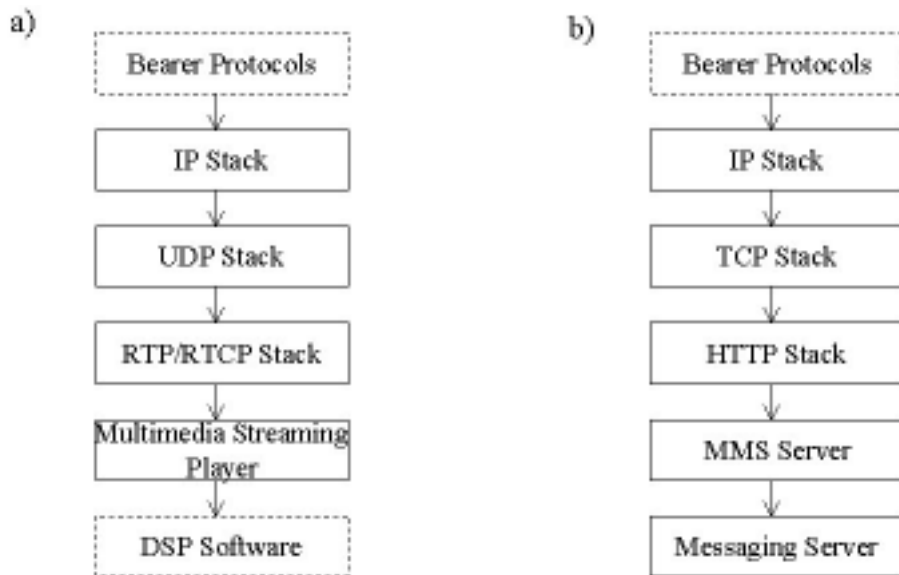 a)
Bearer Protocols
IP Stack
UDP Stack
RTP/RTCP Stack
Multimedia Streaming
Player
DSP Software
b)
Bearer Protocols
IP Stack
TCP Stack
HTTP Stack
MMS Server
Messaging Server